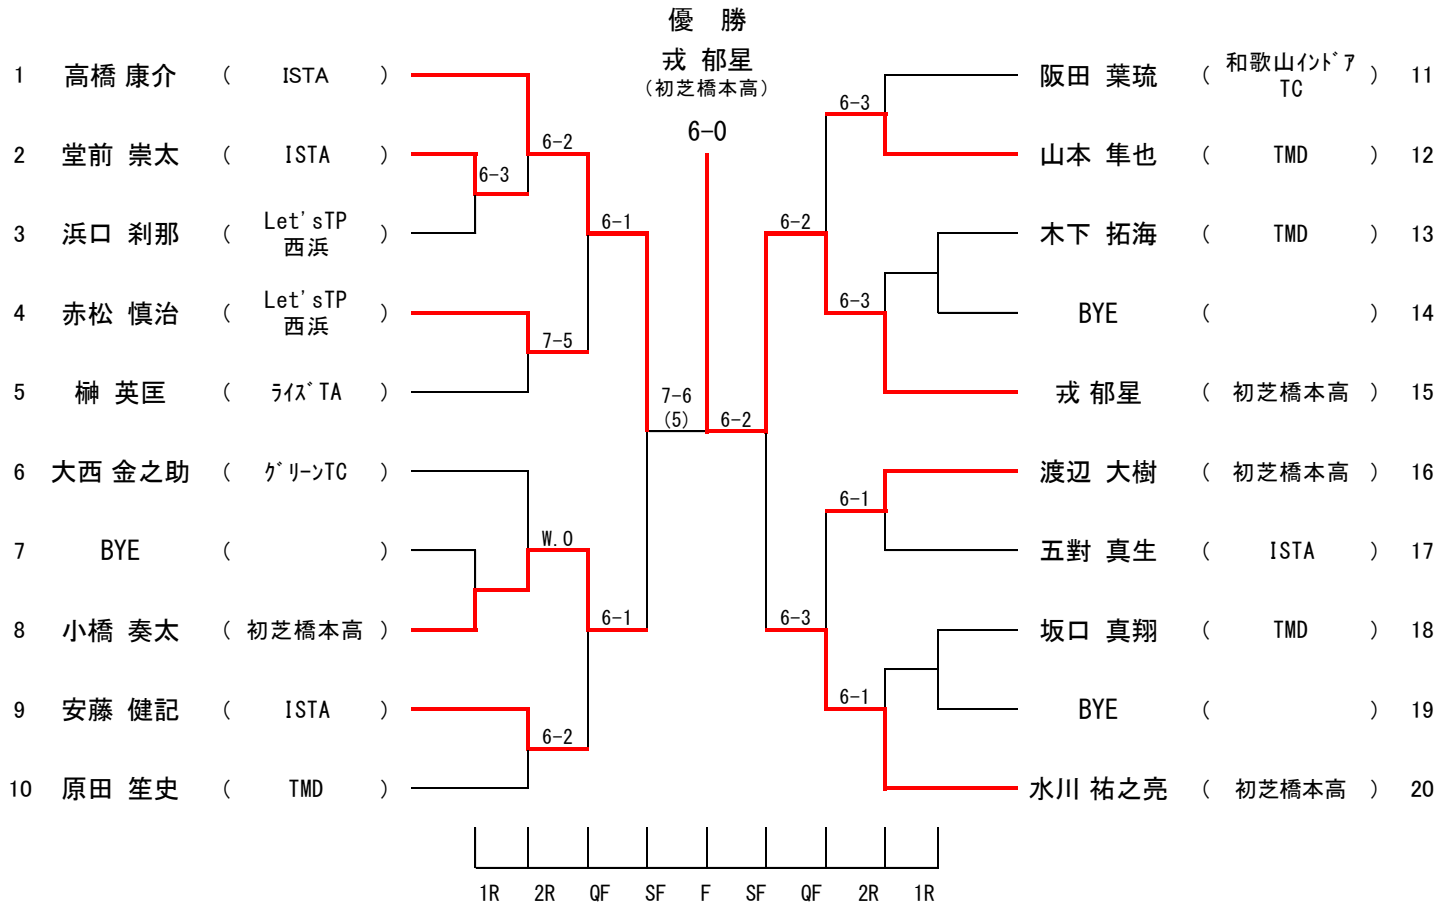 優 勝
戎 郁星
(初芝橋本高)
6-0
1 高橋 康介 ( ISTA )
2 堂前 崇太 ( ISTA )
3 浜口 刹那 ( Let'sTP 西浜 )
4 赤松 慎治 ( Let'sTP 西浜 )
5 榊 英匡 ( ﾗｲｽﾞTA )
6 大西 金之助 ( ｸﾞﾘｰﾝTC )
7 BYE ( )
8 小橋 奏太 ( 初芝橋本高 )
9 安藤 健記 ( ISTA )
10 原田 笙史 ( TMD )
6-3
6-2
7-5
W.O
6-2
6-1
6-1
7-6
(5)
6-2
6-2
6-3
6-3
6-3
6-1
6-1
阪田 葉琉 ( 和歌山ｲﾝﾄﾞｱ TC ) 11
山本 隼也 ( TMD ) 12
木下 拓海 ( TMD ) 13
BYE ( ) 14
戎 郁星 ( 初芝橋本高 ) 15
渡辺 大樹 ( 初芝橋本高 ) 16
五對 真生 ( ISTA ) 17
坂口 真翔 ( TMD ) 18
BYE ( ) 19
水川 祐之亮 ( 初芝橋本高 ) 20
1R 2R QF SF F SF QF 2R 1R